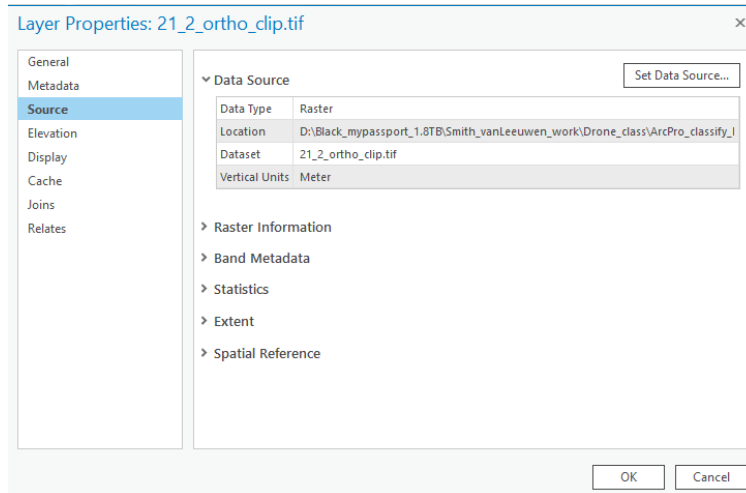 Layer Properties: 21_2_ortho_clip.tif
General
Metadata
Source
Elevation
Display
Cache
Joins
Relates
Data Source
Set Data Source...
Data Type Raster
Location D:\Black_mypassport_1.8TB\Smith_vanLeeuwen_work\Drone_class\ArcPro_classify_
Dataset 21_2_ortho_clip.tif
Vertical Units Meter
Raster Information
Band Metadata
Statistics
Extent
Spatial Reference
OK Cancel